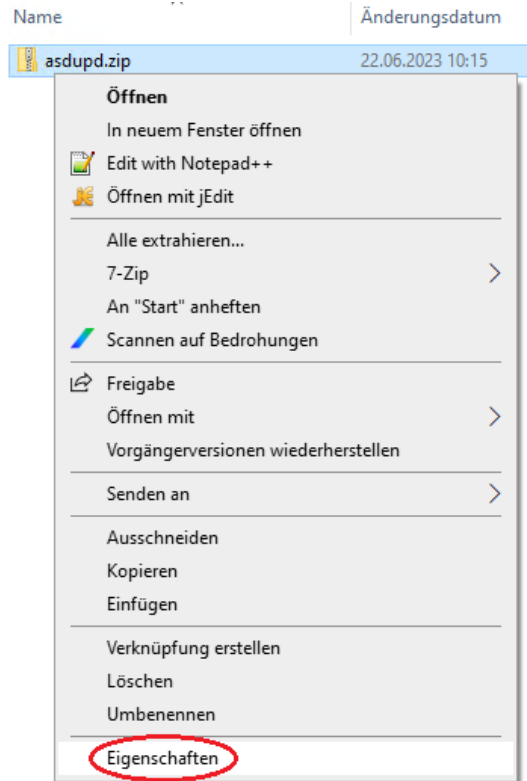 Name Änderungsdatum
asdupd.zip 22.06.2023 10:15
Öffnen
In neuem Fenster öffnen
Edit with Notepad++
Öffnen mit jEdit
Alle extrahieren...
7-Zip
An "Start" anheften
Scannen auf Bedrohungen
Freigabe
Öffnen mit
Vorgängerversionen wiederherstellen
Senden an
Ausschneiden
Kopieren
Einfügen
Verknüpfung erstellen
Löschen
Umbenennen
Eigenschaften